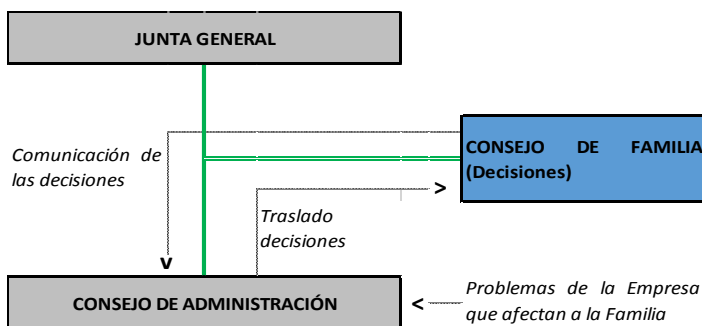 JUNTA GENERAL
CONSEJO DE FAMILIA
(Decisiones)
Comunicación de
las decisiones
Traslado
decisiones
CONSEJO DE ADMINISTRACIÓN
Problemas de la Empresa
que afectan a la Familia